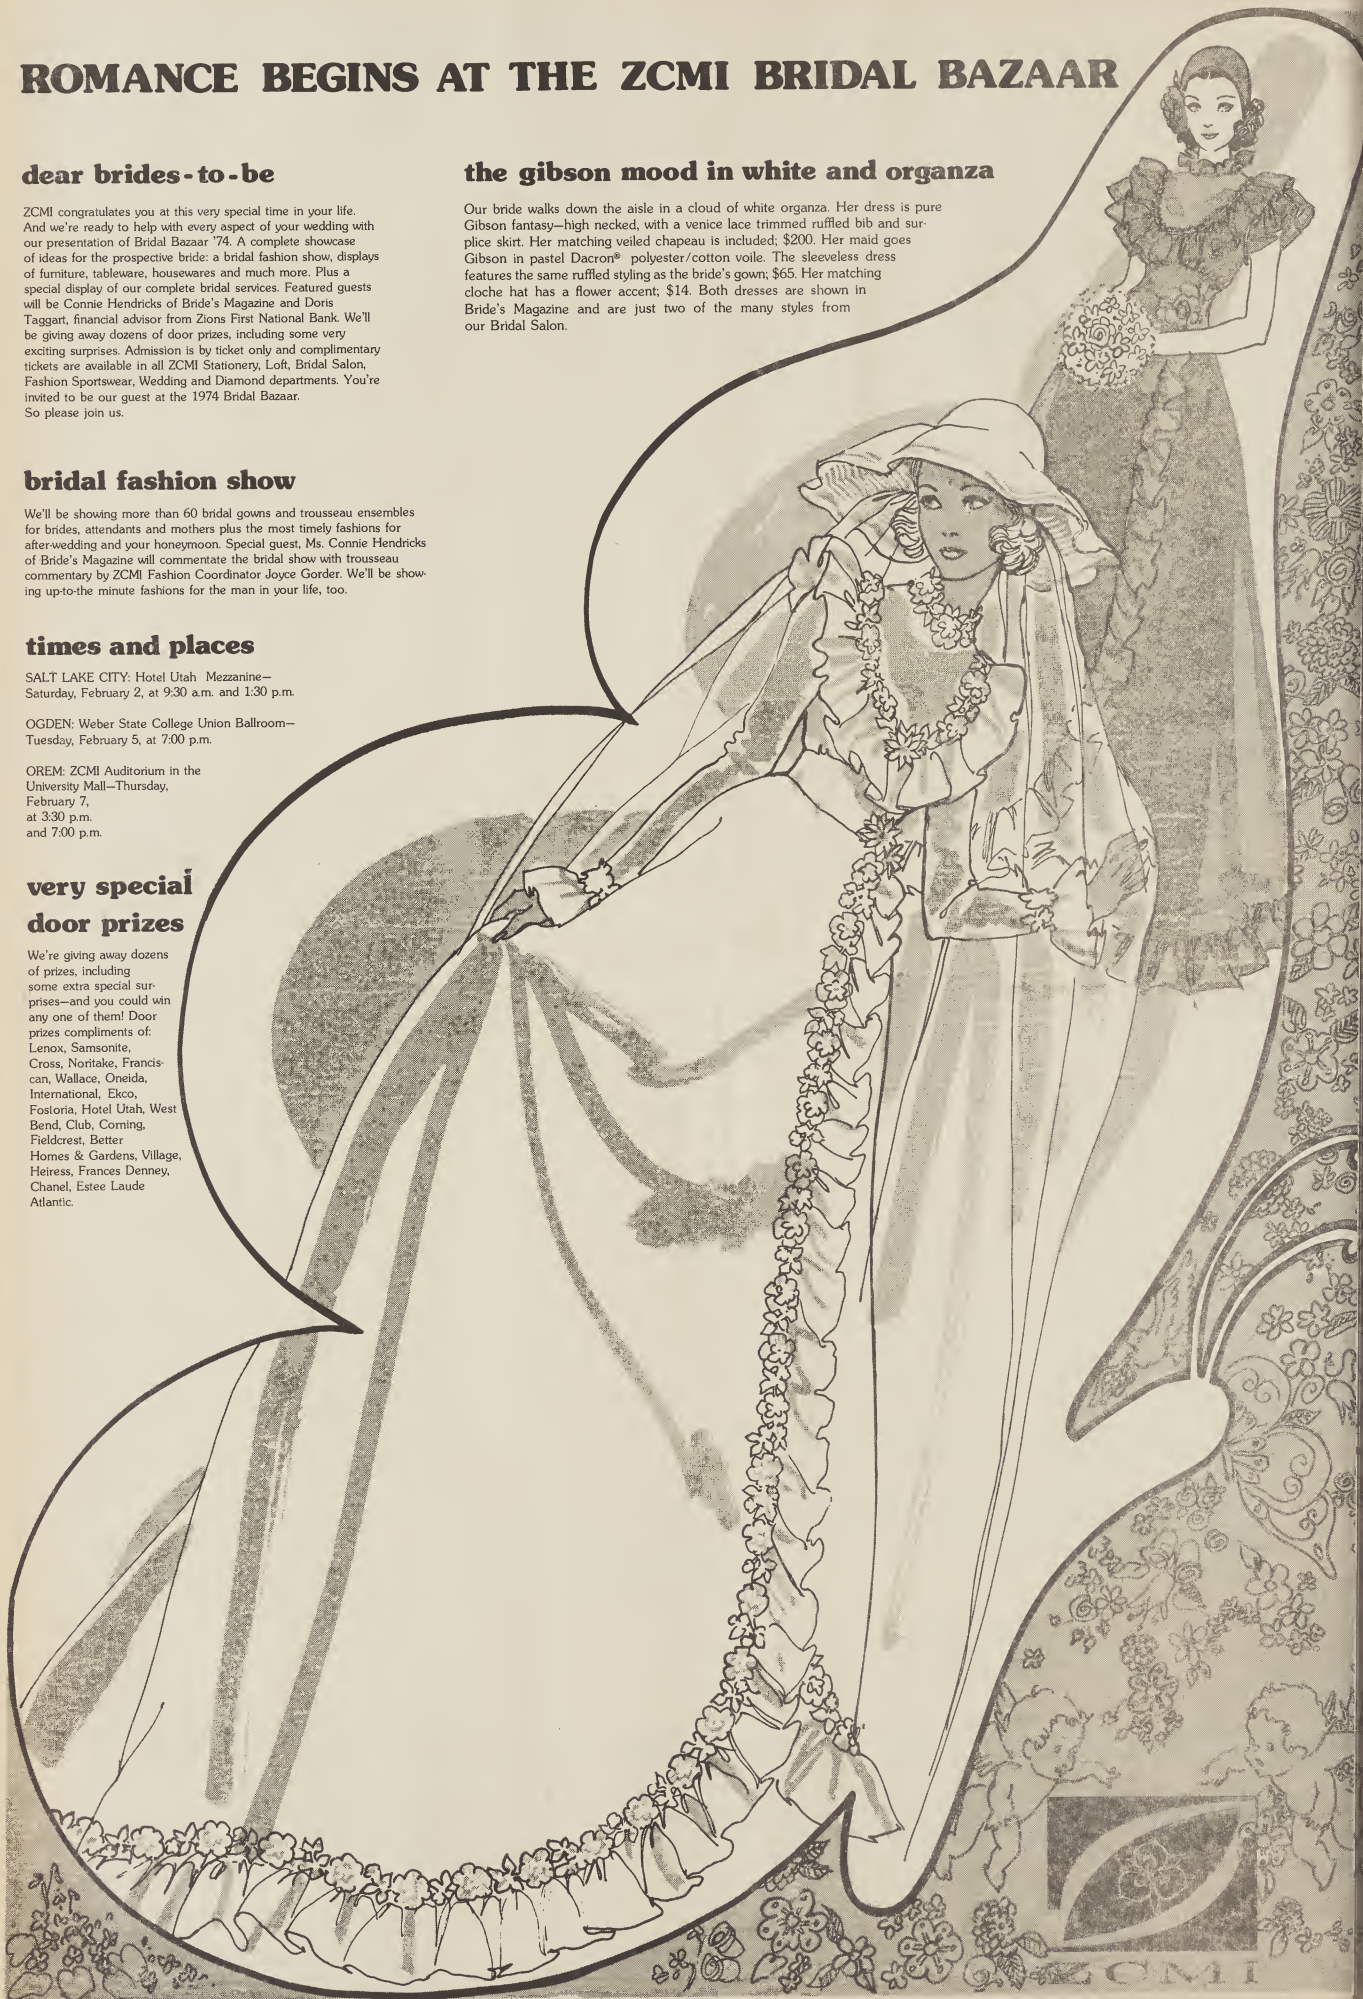 ROMANCE BEGINS AT THE ZCMI BRIDAL BAZAAR
dear brides-to-be
ZCMI congratulates you at this very special time in your life.
And we're ready to help with every aspect of your wedding with
our presentation of Bridal Bazaar '74. A complete showcase
of ideas for the prospective bride: a bridal fashion show, displays
of furniture, tableware, housewares and much more. Plus a
special display of our complete bridal services. Featured guests
will be Connie Hendricks of Bride's Magazine and Doris
Taggart, financial advisor from Zions First National Bank. We'll
be giving away dozens of door prizes, including some very
exciting surprises. Admission is by ticket only and complimentary
tickets are available in all ZCMI Stationery, Loft, Bridal Salon,
Fashion Sportswear, Wedding and Diamond departments. You're
invited to be our guest at the 1974 Bridal Bazaar.
So please join us.
the gibson mood in white and organza
Our bride walks down the aisle in a cloud of white organza. Her dress is pure
Gibson fantasy—high necked, with a venice lace trimmed ruffled bib and sur-
plice skirt. Her matching veiled chapeau is included; $200. Her maid goes
Gibson in pastel Dacron® polyester/cotton voile. The sleeveless dress
features the same ruffled styling as the bride's gown; $65. Her matching
cloche hat has a flower accent; $14. Both dresses are shown in
Bride's Magazine and are just two of the many styles from
our Bridal Salon.
bridal fashion show
We'll be showing more than 60 bridal gowns and trousseau ensembles
for brides, attendants and mothers plus the most timely fashions for
after-wedding and your honeymoon. Special guest, Ms. Connie Hendricks
of Bride's Magazine will commentate the bridal show with trousseau
commentary by ZCMI Fashion Coordinator Joyce Gorder. We'll be show-
ing up-to-the minute fashions for the man in your life, too.
times and places
SALT LAKE CITY: Hotel Utah Mezzanine—
Saturday, February 2, at 9:30 a.m. and 1:30 p.m.
OGDEN: Weber State College Union Ballroom—
Tuesday, February 5, at 7:00 p.m.
OREM: ZCMI Auditorium in the
University Mall—Thursday,
February 7,
at 3:30 p.m.
and 7:00 p.m.
very special
door prizes
We're giving away dozens
of prizes, including
some extra special sur-
prises—and you could win
any one of them! Door
prizes compliments of:
Lenox, Samsonite,
Cross, Noritake, Francis-
can, Wallace, Oneida,
International, Ekco,
Fostoria, Hotel Utah, West
Bend, Club, Corning,
Fieldcrest, Better
Homes & Gardens, Village,
Heiress, Frances Denney,
Chanel, Estee Laude
Atlantic.
ZCMI